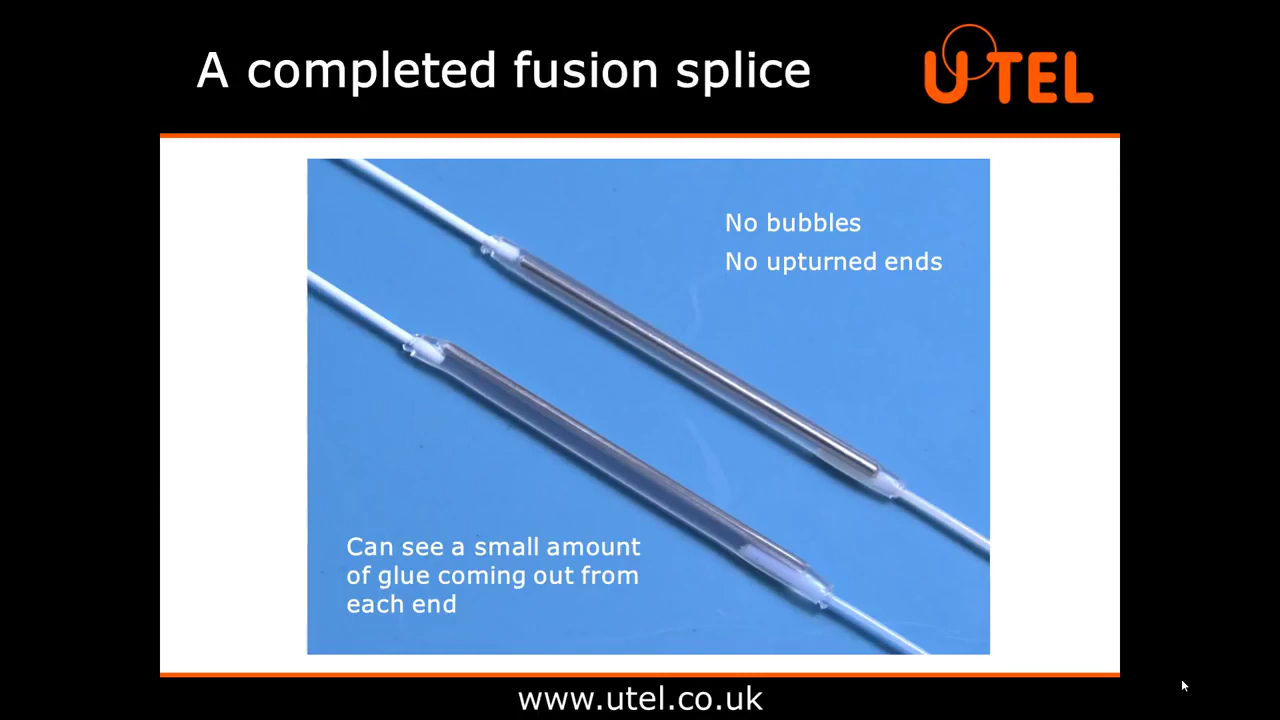 A completed fusion splice
UTEL
No bubbles
No upturned ends
Can see a small amount
of glue coming out from
each end
www.utel.co.uk